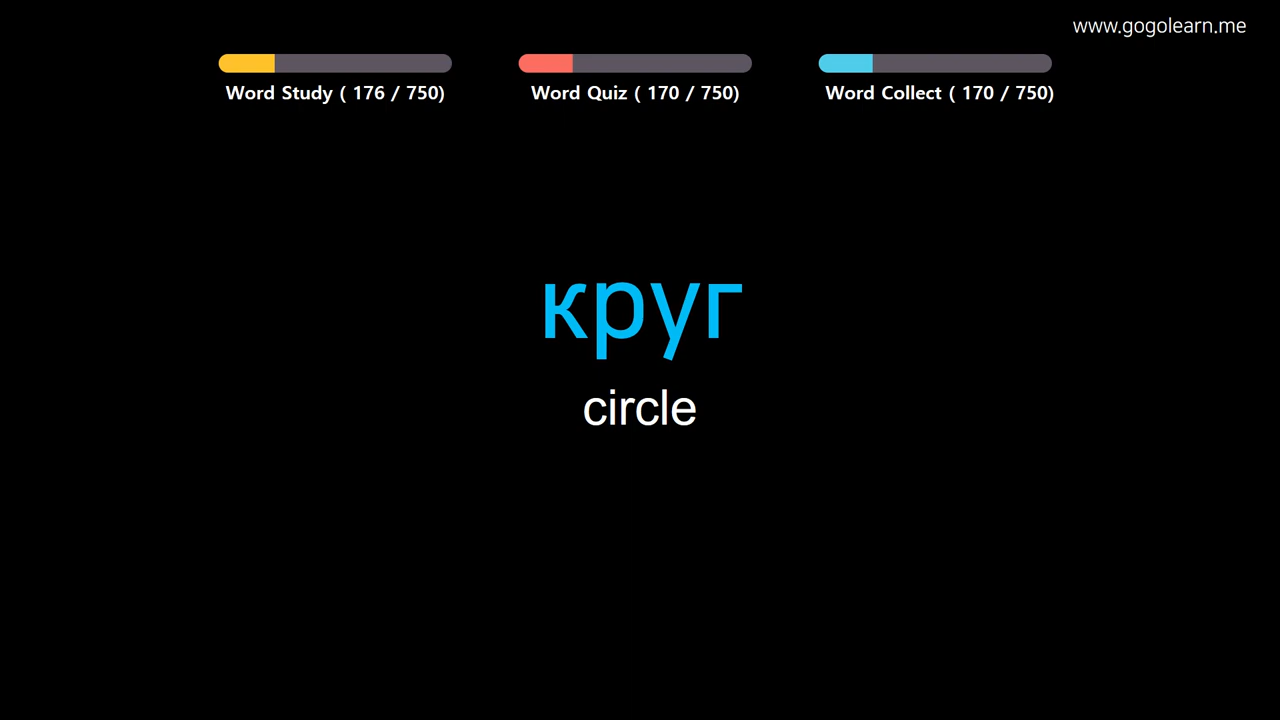 www.gogolearn.me
Word Study ( 176 / 750)
Word Quiz ( 170 / 750)
Word Collect ( 170 / 750)
круг
circle